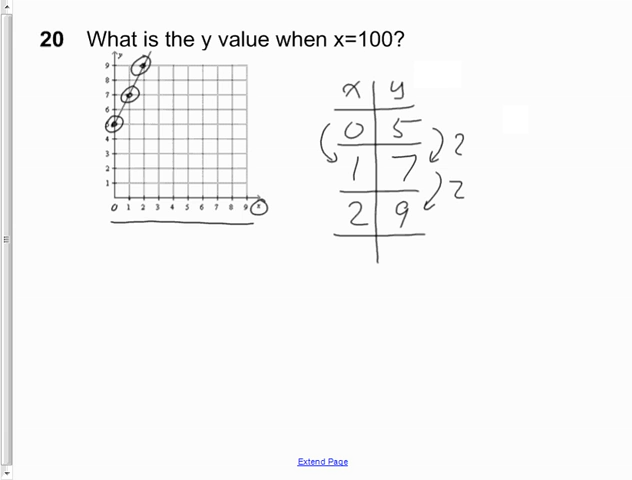 20 What is the y value when x=100?
y
9
8
7
6
5
4
3
2
1
0 1 2 3 4 5 6 7 8 9 x
x y
0 5
2
1 7
2
2 9
Extend Page